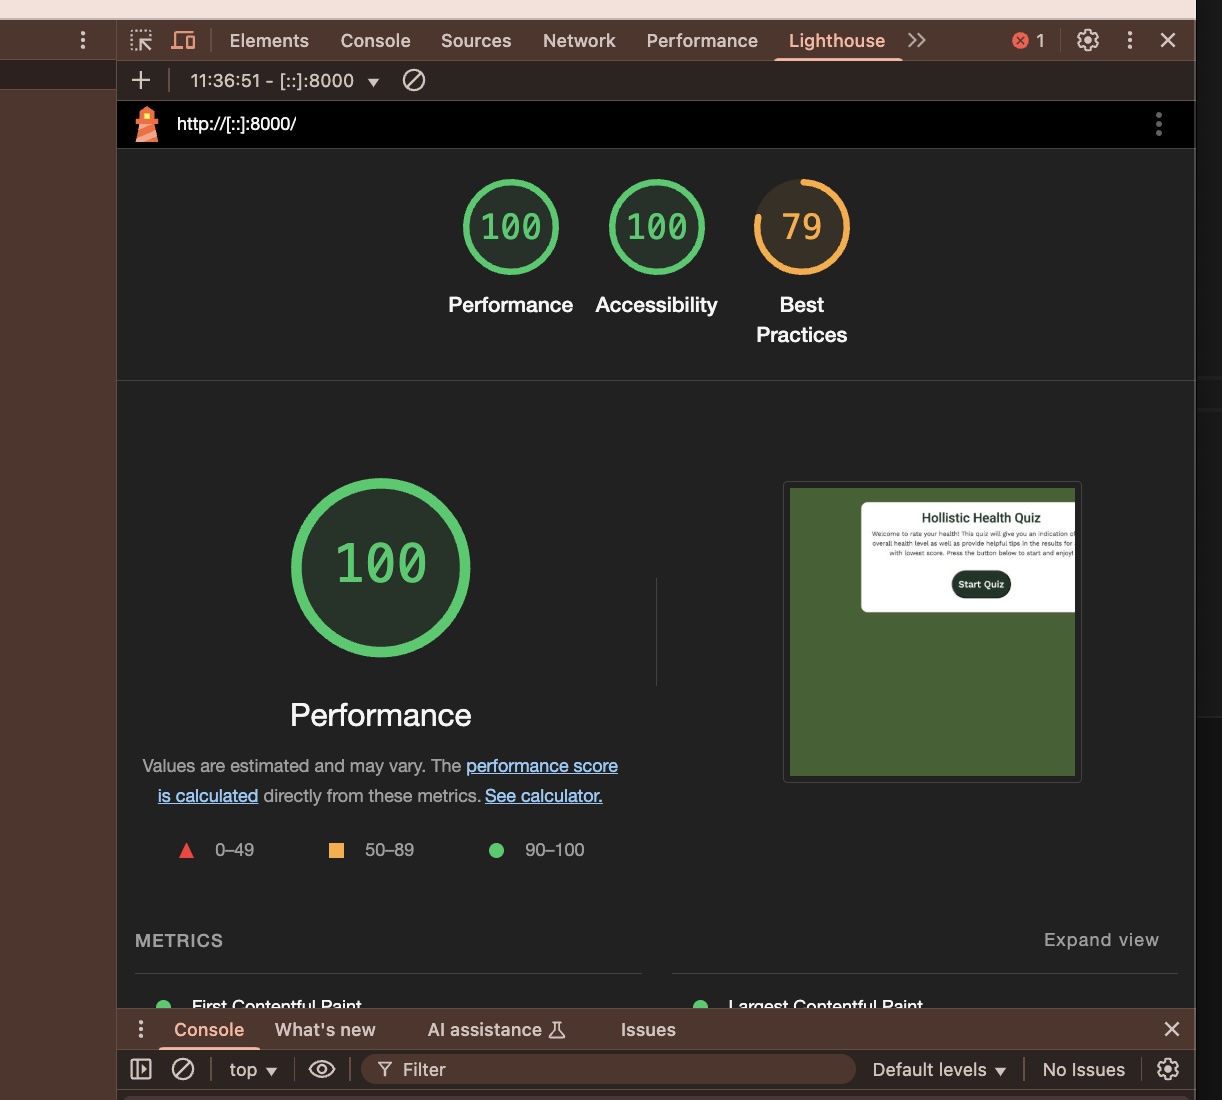 Elements Console Sources Network Performance Lighthouse 1
11:36:51 - [::]:8000
http://[::]:8000/
100 100 79
Performance Accessibility Best
Practices
100
Performance
Values are estimated and may vary. The performance score
is calculated directly from these metrics. See calculator.
0–49 50–89 90–100
Hollistic Health Quiz
Welcome to rate your health! This quiz will give you an indication of
overall health level as well as provide helpful tips in the results for
with lowest score. Press the button below to start and enjoy!
Start Quiz
METRICS Expand view
First Contentful Paint Largest Contentful Paint
Console What's new AI assistance Issues
top Filter Default levels No Issues